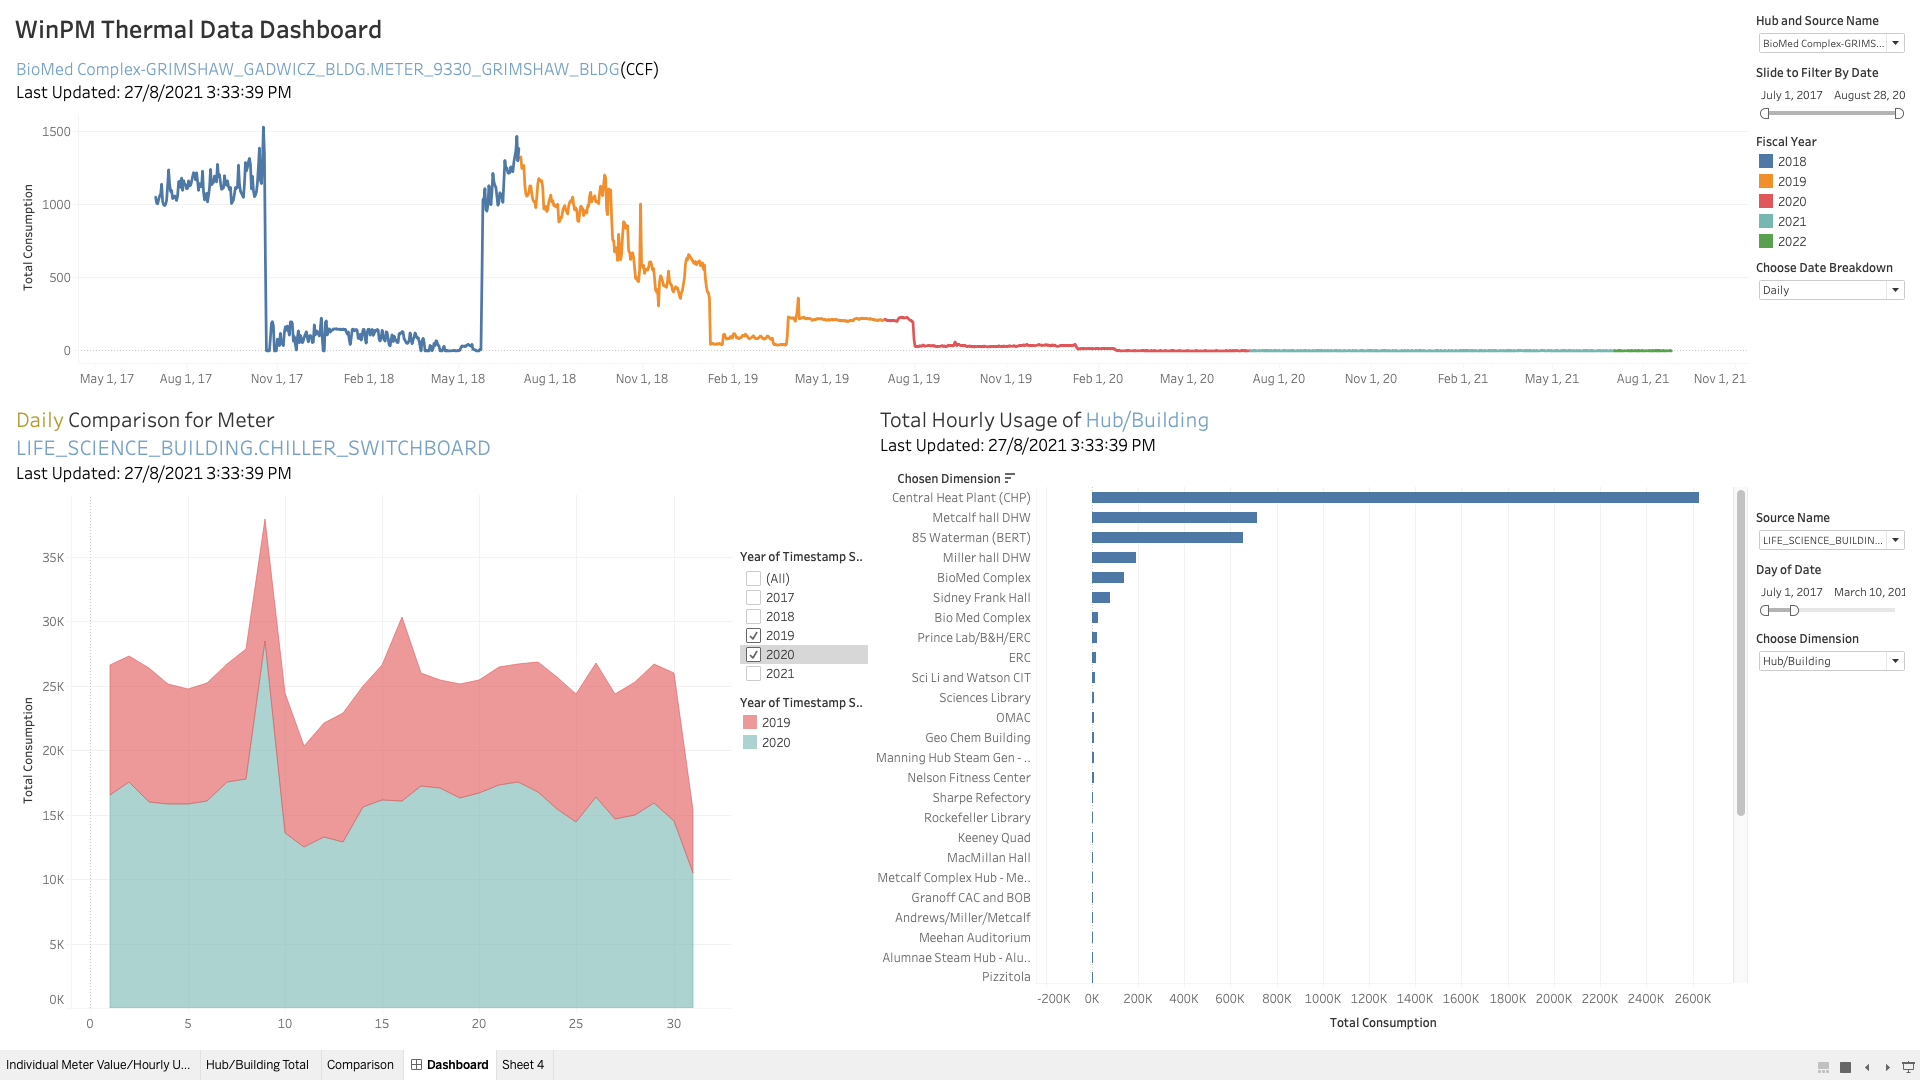 WinPM Thermal Data Dashboard
BioMed Complex-GRIMSHAW_GADWICZ_BLDG.METER_9330_GRIMSHAW_BLDG(CCF)
Last Updated: 27/8/2021 3:33:39 PM
Total Consumption
1500
1000
500
0
May 1, 17
Aug 1, 17
Nov 1, 17
Feb 1, 18
May 1, 18
Aug 1, 18
Nov 1, 18
Feb 1, 19
May 1, 19
Aug 1, 19
Nov 1, 19
Feb 1, 20
May 1, 20
Aug 1, 20
Nov 1, 20
Feb 1, 21
May 1, 21
Aug 1, 21
Nov 1, 21
Hub and Source Name
BioMed Complex-GRIMS...
Slide to Filter By Date
July 1, 2017 August 28, 20
Fiscal Year
2018
2019
2020
2021
2022
Choose Date Breakdown
Daily
Daily Comparison for Meter
LIFE_SCIENCE_BUILDING.CHILLER_SWITCHBOARD
Last Updated: 27/8/2021 3:33:39 PM
Total Consumption
35K
30K
25K
20K
15K
10K
5K
0K
0
5
10
15
20
25
30
Year of Timestamp S..
(All)
2017
2018
2019
2020
2021
Year of Timestamp S..
2019
2020
Total Hourly Usage of Hub/Building
Last Updated: 27/8/2021 3:33:39 PM
Chosen Dimension
Central Heat Plant (CHP)
Metcalf hall DHW
85 Waterman (BERT)
Miller hall DHW
BioMed Complex
Sidney Frank Hall
Bio Med Complex
Prince Lab/B&H/ERC
ERC
Sci Li and Watson CIT
Sciences Library
OMAC
Geo Chem Building
Manning Hub Steam Gen - ..
Nelson Fitness Center
Sharpe Refectory
Rockefeller Library
Keeney Quad
MacMillan Hall
Metcalf Complex Hub - Me..
Granoff CAC and BOB
Andrews/Miller/Metcalf
Meehan Auditorium
Alumnae Steam Hub - Alu..
Pizzitola
-200K
0K
200K
400K
600K
800K
1000K
1200K
1400K
1600K
1800K
2000K
2200K
2400K
2600K
Total Consumption
Source Name
LIFE_SCIENCE_BUILDIN...
Day of Date
July 1, 2017 March 10, 201
Choose Dimension
Hub/Building
Individual Meter Value/Hourly U...
Hub/Building Total
Comparison
Dashboard
Sheet 4